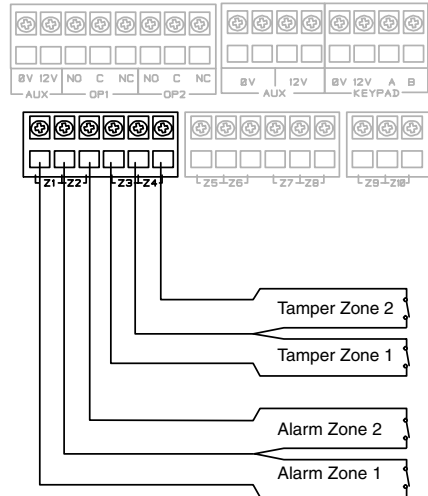 0V 12V NO C NC NO C NC
AUX OP1 OP2
0V 12V
AUX
0V 12V A B
KEYPAD
Z1 Z2 Z3 Z4
Z5 Z6 Z7 Z8
Z9 Z10
Tamper Zone 2
Tamper Zone 1
Alarm Zone 2
Alarm Zone 1